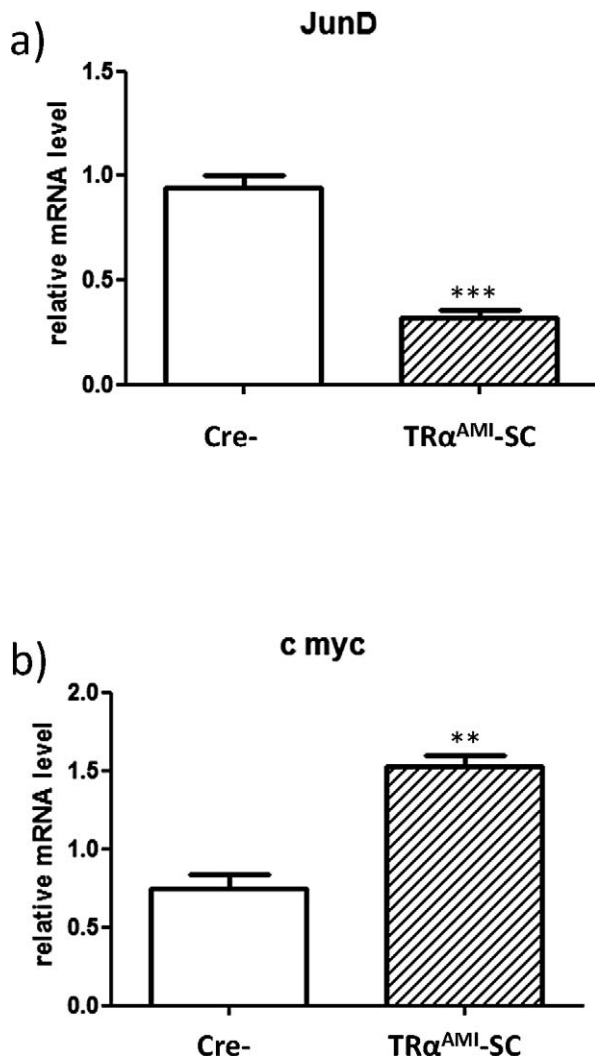 a)
JunD
relative mRNA level
1.5
1.0
0.5
0.0
***
Cre-
TRα^AMI-SC
b)
c myc
relative mRNA level
2.0
1.5
1.0
0.5
0.0
**
Cre-
TRα^AMI-SC